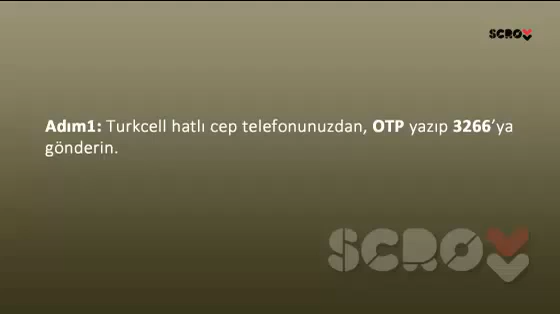 SCRO
Adım1: Turkcell hatlı cep telefonunuzdan, OTP yazıp 3266’ya
gönderin.
SCRO